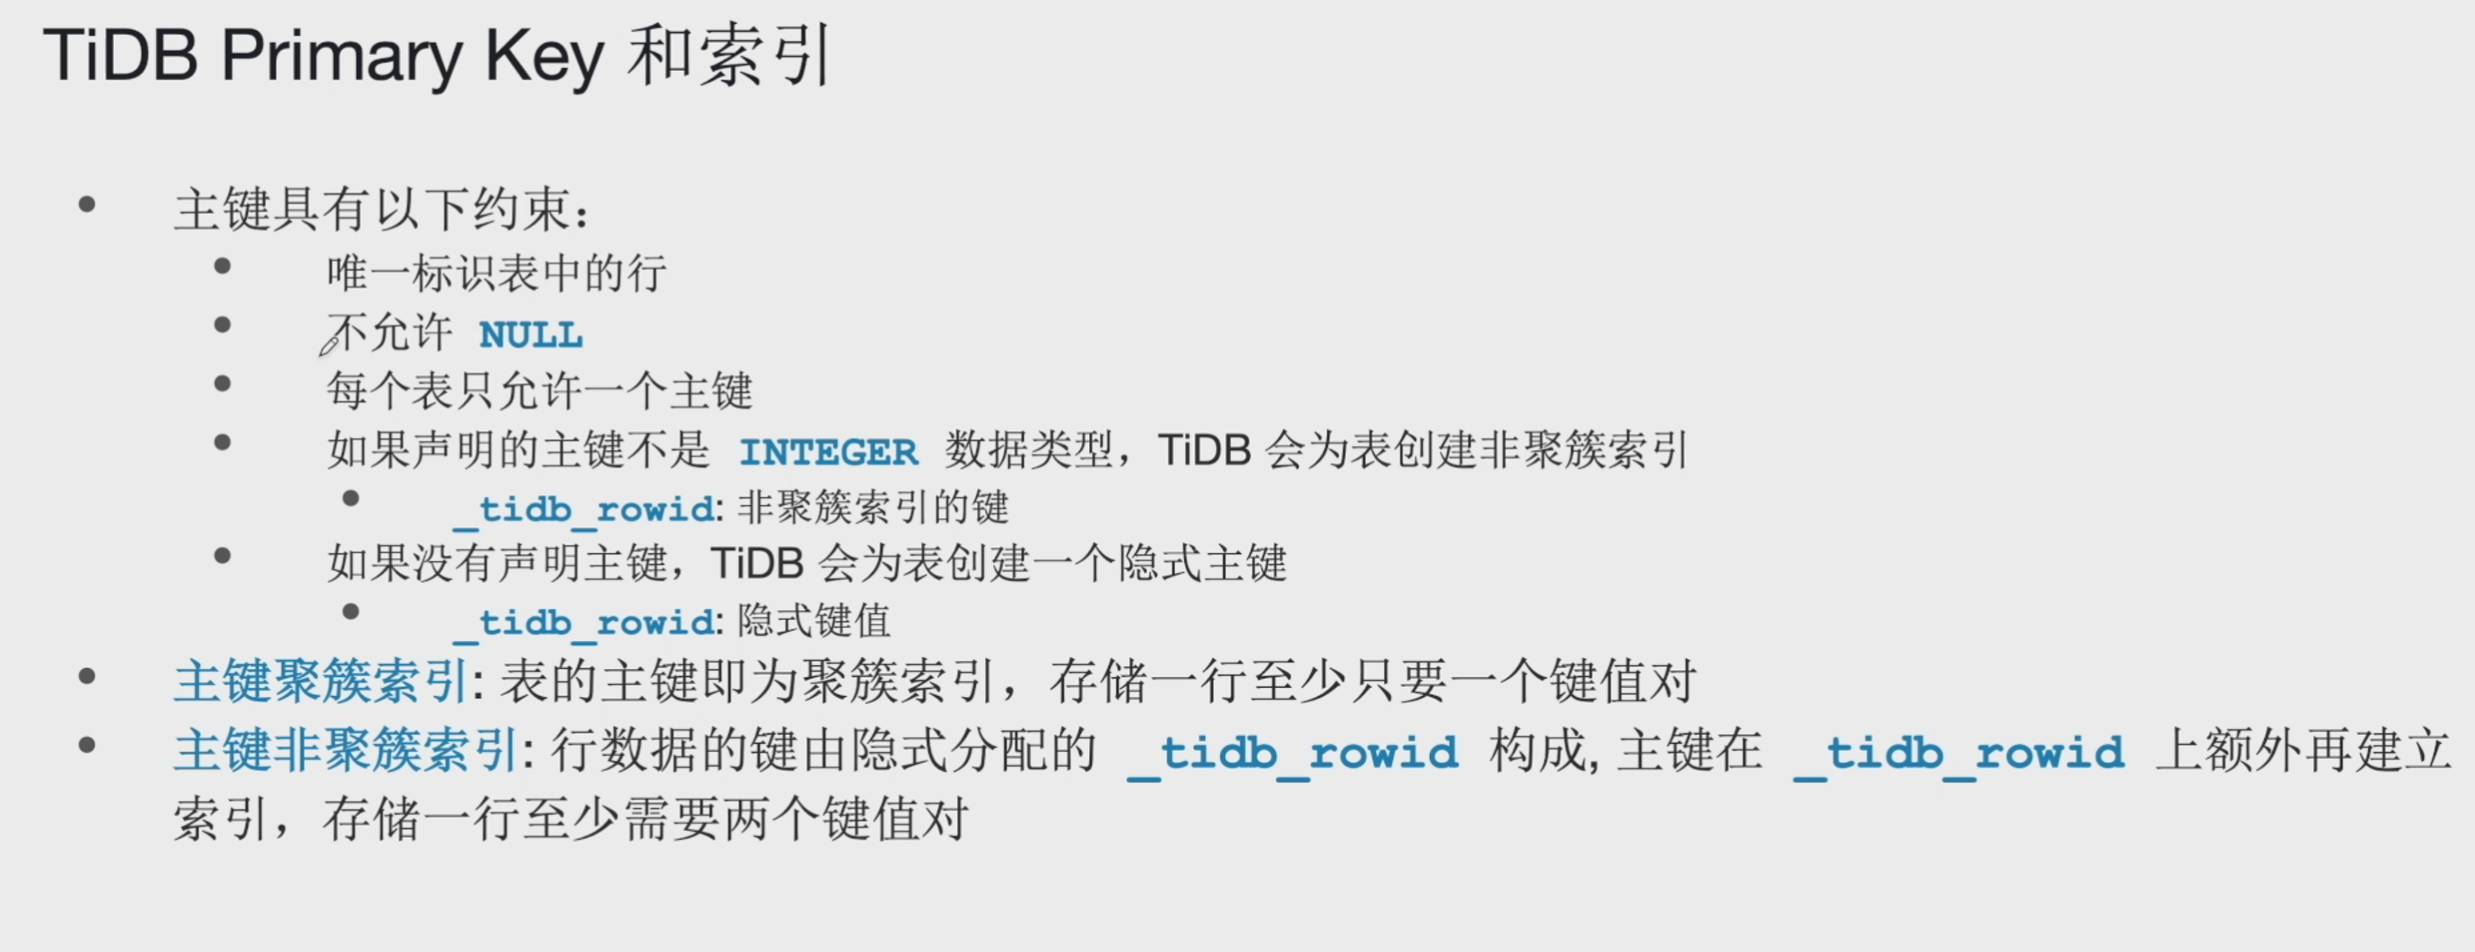 TiDB Primary Key 和索引
主键具有以下约束：
唯一标识表中的行
不允许 NULL
每个表只允许一个主键
如果声明的主键不是 INTEGER 数据类型，TiDB 会为表创建非聚簇索引
_tidb_rowid: 非聚簇索引的键
如果没有声明主键，TiDB 会为表创建一个隐式主键
_tidb_rowid: 隐式键值
主键聚簇索引: 表的主键即为聚簇索引，存储一行至少只要一个键值对
主键非聚簇索引: 行数据的键由隐式分配的 _tidb_rowid 构成, 主键在 _tidb_rowid 上额外再建立
索引，存储一行至少需要两个键值对